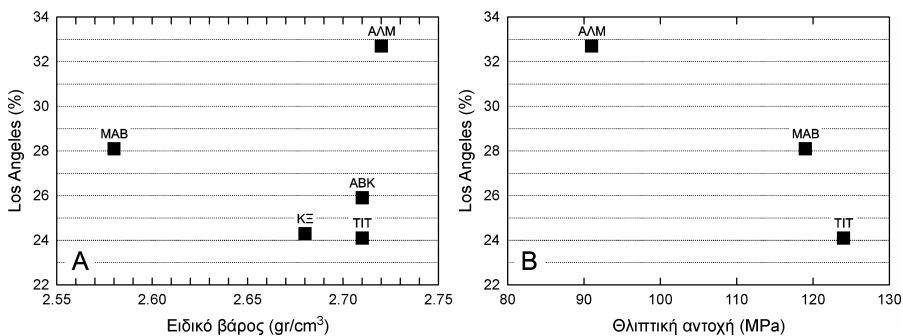 34
32
30
28
26
24
22
Los Angeles (%)
ΑΛΜ
ΜΑΒ
ΑΒΚ
ΚΞ
ΤΙΤ
A
2.55 2.60 2.65 2.70 2.75
Ειδικό βάρος (gr/cm³)
34
32
30
28
26
24
22
Los Angeles (%)
ΑΛΜ
ΜΑΒ
ΤΙΤ
B
80 90 100 110 120 130
Θλιπτική αντοχή (MPa)